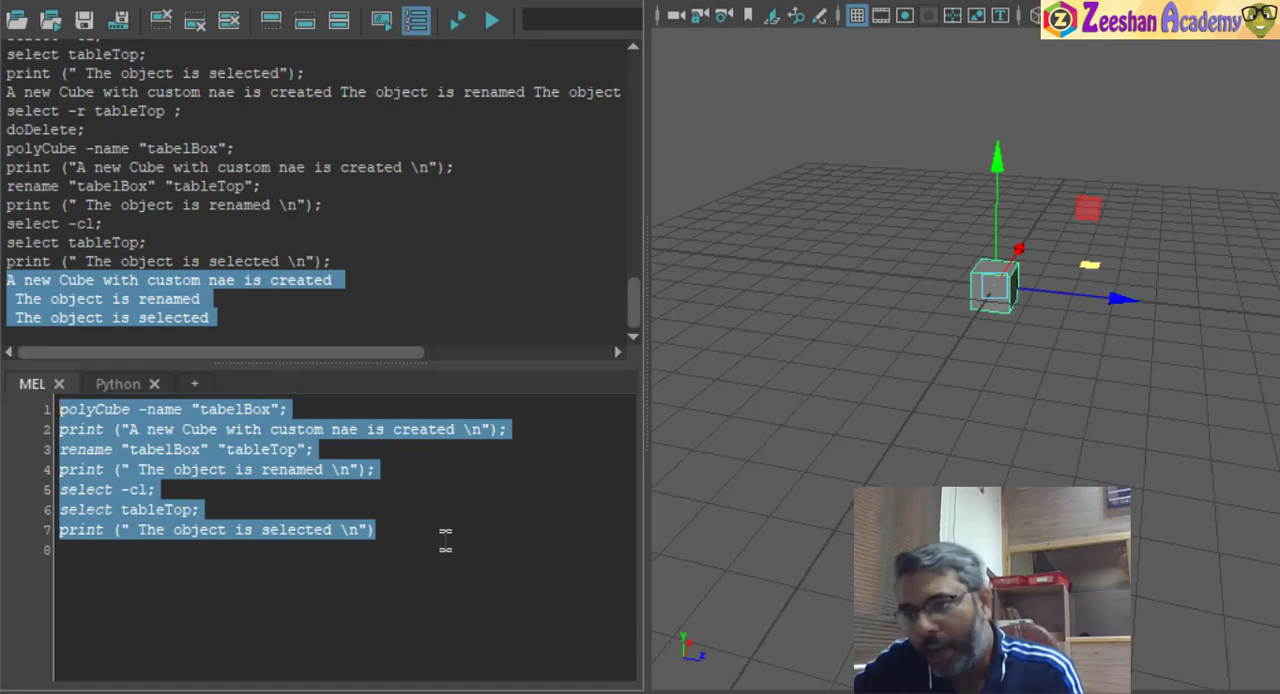 Zeeshan Academy
select tableTop;
print (" The object is selected");
A new Cube with custom nae is created The object is renamed The object
select -r tableTop ;
doDelete;
polyCube -name "tabelBox";
print ("A new Cube with custom nae is created \n");
rename "tabelBox" "tableTop";
print (" The object is renamed \n");
select -cl;
select tableTop;
print (" The object is selected \n");
A new Cube with custom nae is created
The object is renamed
The object is selected
MEL
Python
+
1 polyCube -name "tabelBox";
2 print ("A new Cube with custom nae is created \n");
3 rename "tabelBox" "tableTop";
4 print (" The object is renamed \n");
5 select -cl;
6 select tableTop;
7 print (" The object is selected \n")
8
y
z